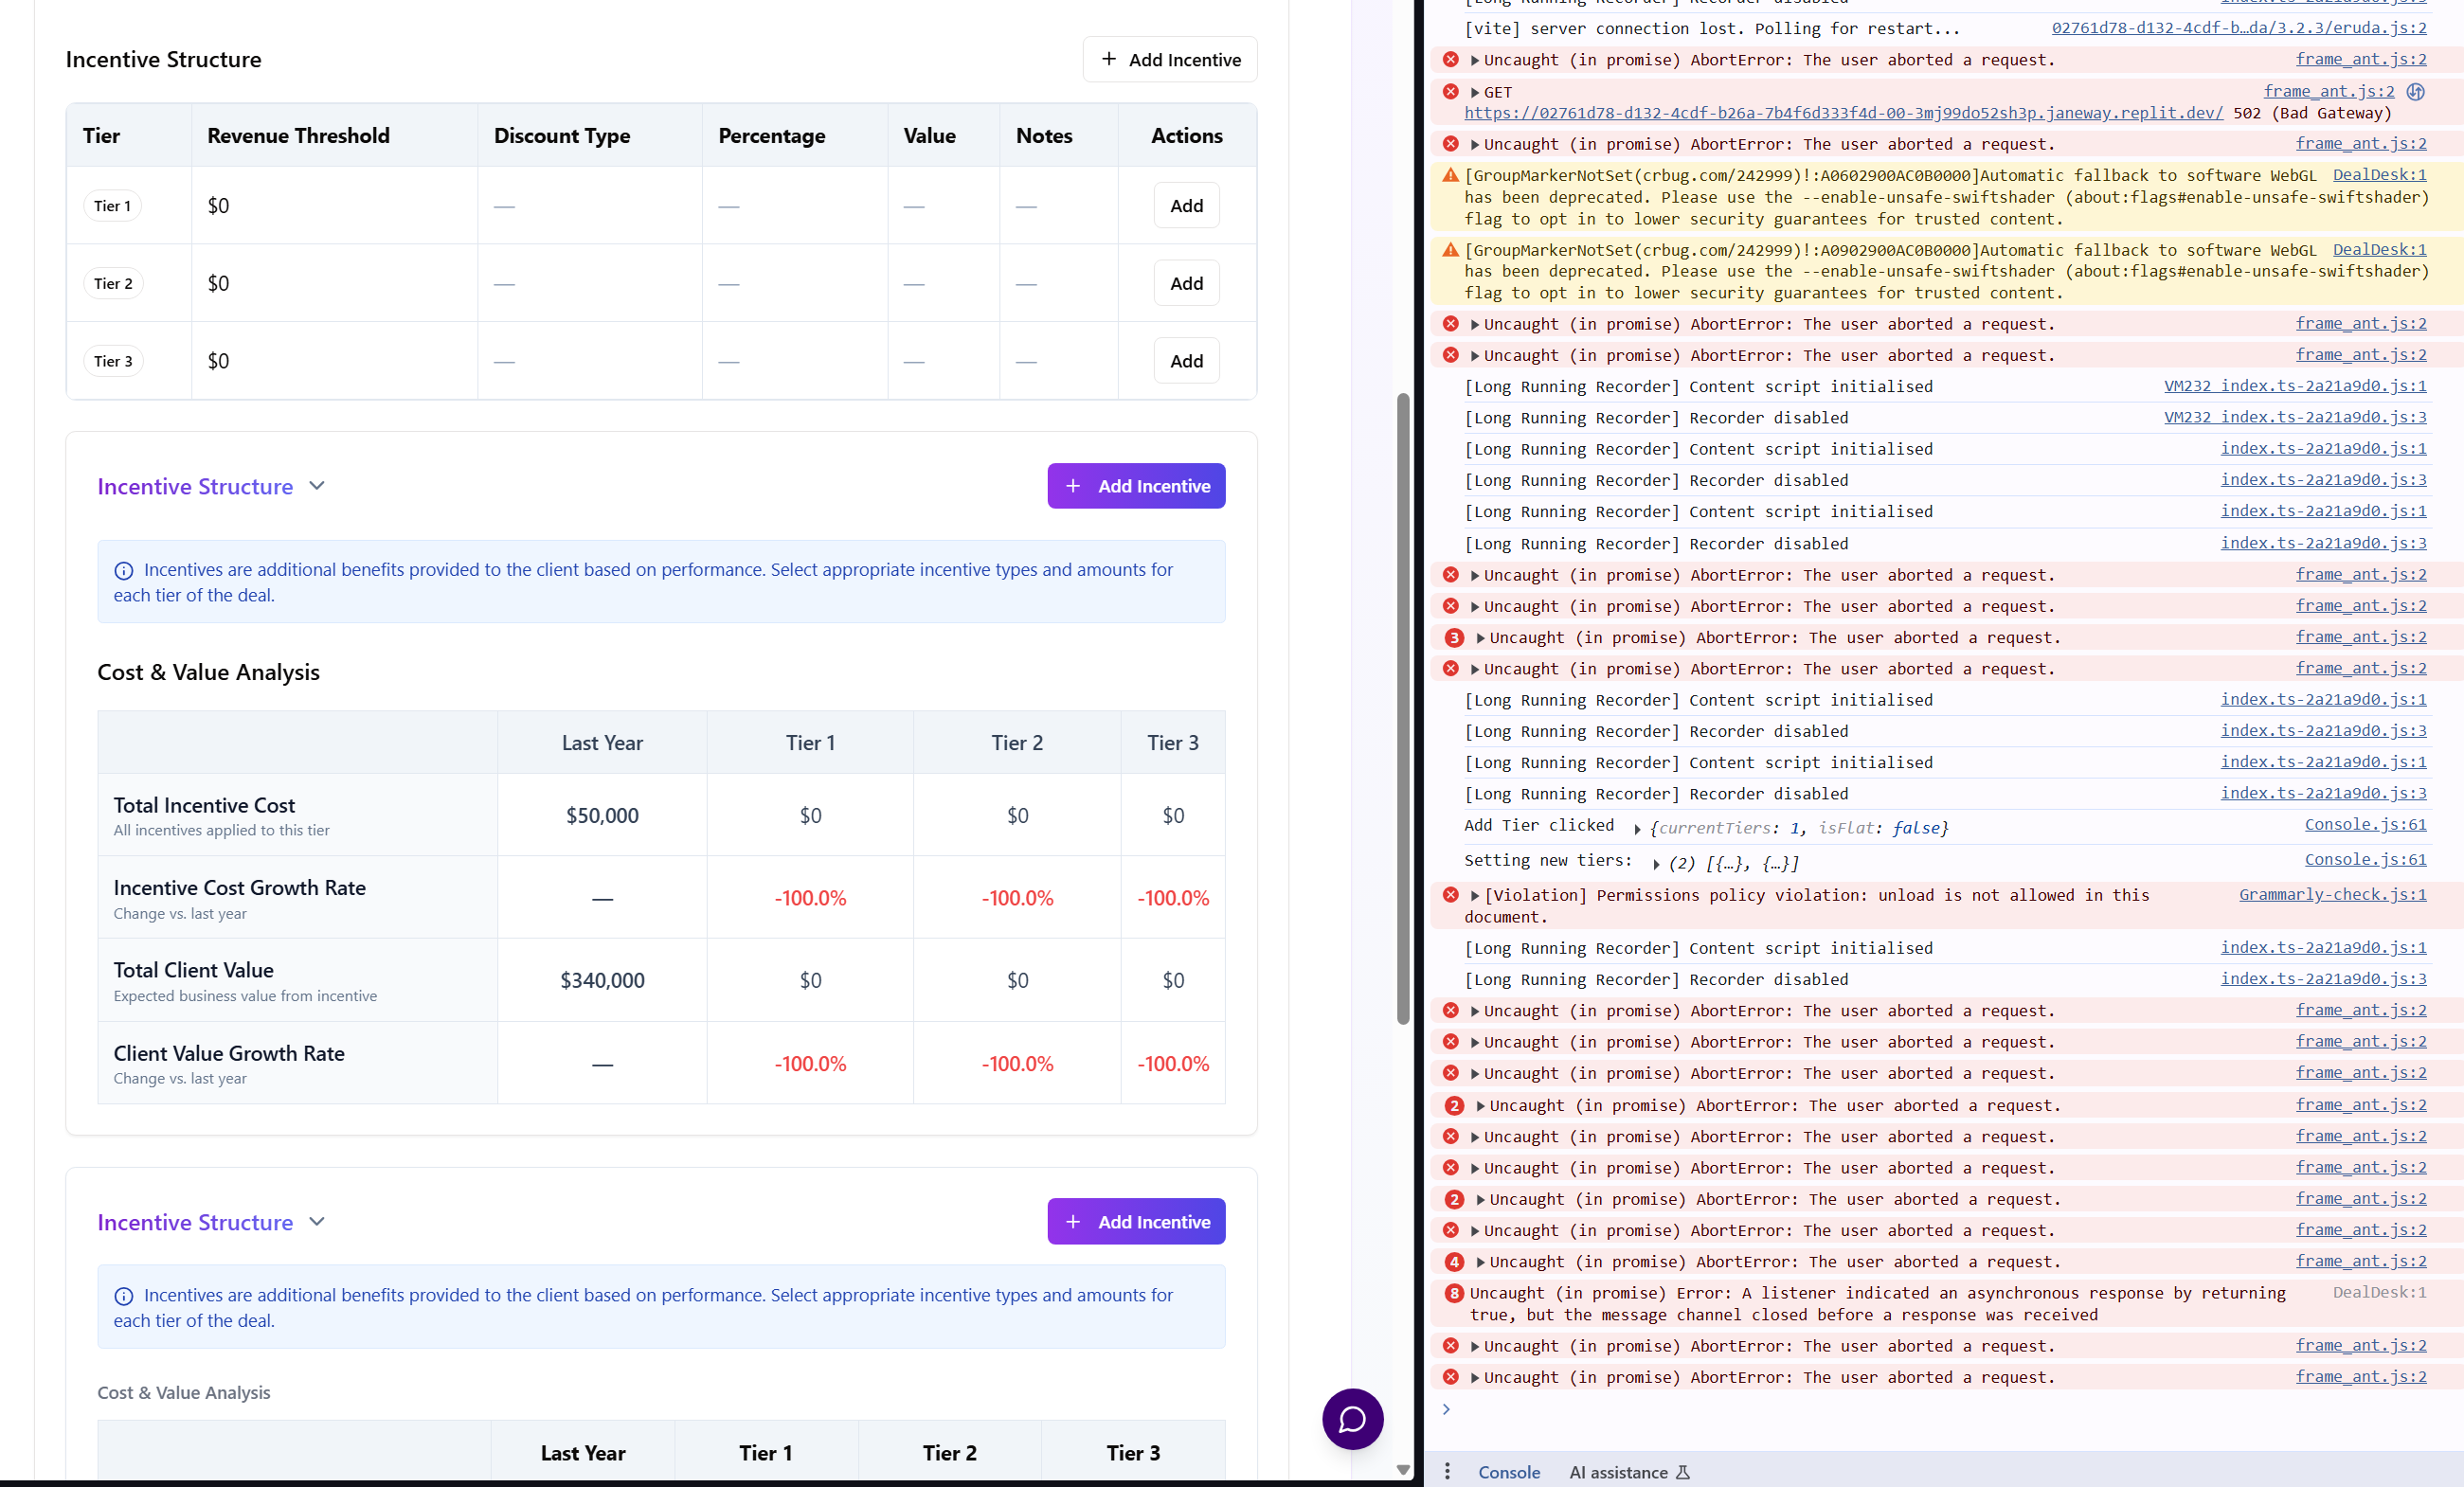 Incentive Structure
+ Add Incentive
Tier Revenue Threshold Discount Type Percentage Value Notes Actions
Tier 1 $0 — — — — Add
Tier 2 $0 — — — — Add
Tier 3 $0 — — — — Add
Incentive Structure
+ Add Incentive
Incentives are additional benefits provided to the client based on performance. Select appropriate incentive types and amounts for
each tier of the deal.
Cost & Value Analysis
Last Year Tier 1 Tier 2 Tier 3
Total Incentive Cost $50,000 $0 $0 $0
All incentives applied to this tier
Incentive Cost Growth Rate — -100.0% -100.0% -100.0%
Change vs. last year
Total Client Value $340,000 $0 $0 $0
Expected business value from incentive
Client Value Growth Rate — -100.0% -100.0% -100.0%
Change vs. last year
Incentive Structure
+ Add Incentive
Incentives are additional benefits provided to the client based on performance. Select appropriate incentive types and amounts for
each tier of the deal.
Cost & Value Analysis
Last Year Tier 1 Tier 2 Tier 3
[vite] server connection lost. Polling for restart... 02761d78-d132-4cdf-b…da/3.2.3/eruda.js:2
Uncaught (in promise) AbortError: The user aborted a request. frame_ant.js:2
GET frame_ant.js:2
https://02761d78-d132-4cdf-b26a-7b4f6d333f4d-00-3mj99do52sh3p.janeway.replit.dev/ 502 (Bad Gateway)
Uncaught (in promise) AbortError: The user aborted a request. frame_ant.js:2
[GroupMarkerNotSet(crbug.com/242999)!:A0602900AC0B0000]Automatic fallback to software WebGL DealDesk:1
has been deprecated. Please use the --enable-unsafe-swiftshader (about:flags#enable-unsafe-swiftshader)
flag to opt in to lower security guarantees for trusted content.
[GroupMarkerNotSet(crbug.com/242999)!:A0902900AC0B0000]Automatic fallback to software WebGL DealDesk:1
has been deprecated. Please use the --enable-unsafe-swiftshader (about:flags#enable-unsafe-swiftshader)
flag to opt in to lower security guarantees for trusted content.
Uncaught (in promise) AbortError: The user aborted a request. frame_ant.js:2
Uncaught (in promise) AbortError: The user aborted a request. frame_ant.js:2
[Long Running Recorder] Content script initialised VM232 index.ts-2a21a9d0.js:1
[Long Running Recorder] Recorder disabled VM232 index.ts-2a21a9d0.js:3
[Long Running Recorder] Content script initialised index.ts-2a21a9d0.js:1
[Long Running Recorder] Recorder disabled index.ts-2a21a9d0.js:3
[Long Running Recorder] Content script initialised index.ts-2a21a9d0.js:1
[Long Running Recorder] Recorder disabled index.ts-2a21a9d0.js:3
Uncaught (in promise) AbortError: The user aborted a request. frame_ant.js:2
Uncaught (in promise) AbortError: The user aborted a request. frame_ant.js:2
3 Uncaught (in promise) AbortError: The user aborted a request. frame_ant.js:2
Uncaught (in promise) AbortError: The user aborted a request. frame_ant.js:2
[Long Running Recorder] Content script initialised index.ts-2a21a9d0.js:1
[Long Running Recorder] Recorder disabled index.ts-2a21a9d0.js:3
[Long Running Recorder] Content script initialised index.ts-2a21a9d0.js:1
[Long Running Recorder] Recorder disabled index.ts-2a21a9d0.js:3
Add Tier clicked {currentTiers: 1, isFlat: false} Console.js:61
Setting new tiers: (2) [{…}, {…}] Console.js:61
[Violation] Permissions policy violation: unload is not allowed in this Grammarly-check.js:1
document.
[Long Running Recorder] Content script initialised index.ts-2a21a9d0.js:1
[Long Running Recorder] Recorder disabled index.ts-2a21a9d0.js:3
Uncaught (in promise) AbortError: The user aborted a request. frame_ant.js:2
Uncaught (in promise) AbortError: The user aborted a request. frame_ant.js:2
Uncaught (in promise) AbortError: The user aborted a request. frame_ant.js:2
2 Uncaught (in promise) AbortError: The user aborted a request. frame_ant.js:2
Uncaught (in promise) AbortError: The user aborted a request. frame_ant.js:2
Uncaught (in promise) AbortError: The user aborted a request. frame_ant.js:2
2 Uncaught (in promise) AbortError: The user aborted a request. frame_ant.js:2
Uncaught (in promise) AbortError: The user aborted a request. frame_ant.js:2
4 Uncaught (in promise) AbortError: The user aborted a request. frame_ant.js:2
8 Uncaught (in promise) Error: A listener indicated an asynchronous response by returning DealDesk:1
true, but the message channel closed before a response was received
Uncaught (in promise) AbortError: The user aborted a request. frame_ant.js:2
Uncaught (in promise) AbortError: The user aborted a request. frame_ant.js:2
Console AI assistance